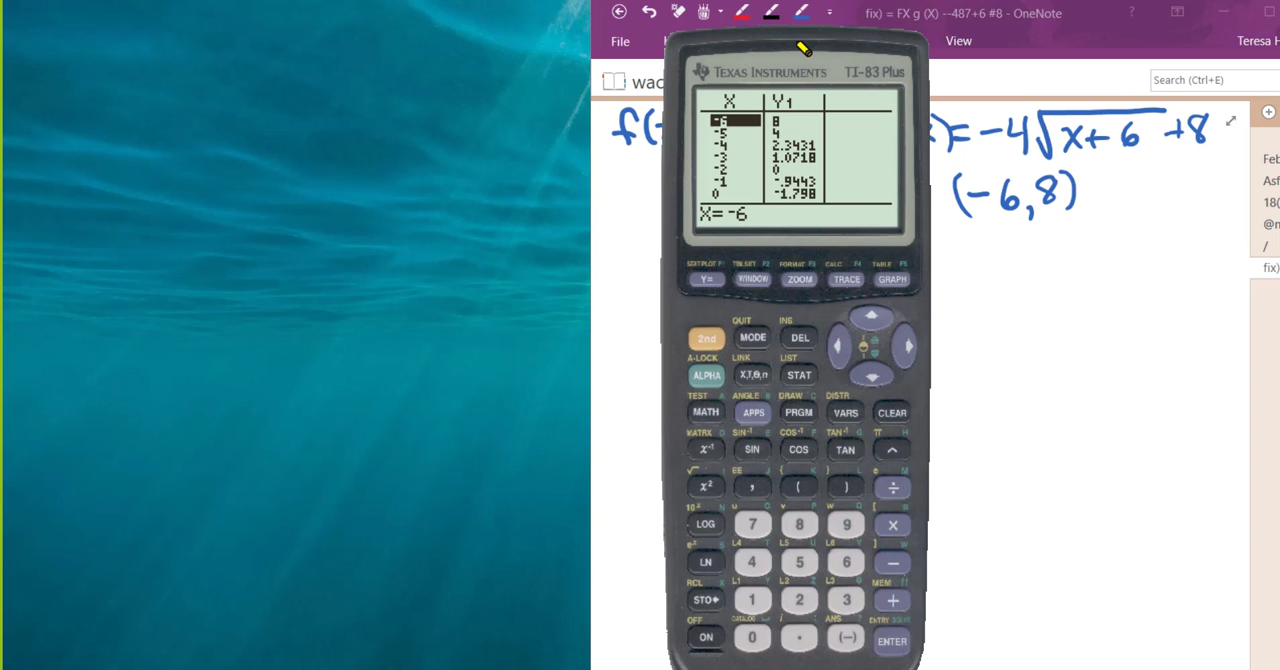 fix) = FX g (X) --487+6 #8 - OneNote
?
File
View
Teresa H
wac
Search (Ctrl+E)
f(-
)= -4√x+6 +8
(-6,8)
Feb
Asf
18(
@n
/
fix)
TEXAS INSTRUMENTS TI-83 Plus
X Y1
-6 8
-5 4
-4 2.3431
-3 1.0718
-2 0
-1 -.9443
0 -1.798
X=-6
STAT PLOT F1 TBLSET F2 FORMAT F3 CALC F4 TABLE F5
Y= WINDOW ZOOM TRACE GRAPH
QUIT INS
2nd MODE DEL
A-LOCK LINK LIST
ALPHA X,T,Θ,n STAT
TEST A ANGLE B DRAW C DISTR
MATH APPS PRGM VARS CLEAR
MATRX D SIN-1 E COS-1 F TAN-1 G π H
x-1 SIN COS TAN ^
√ I EE J { K } L e M
x² , ( ) ÷
10ˣ N u O v P w Q [ R
LOG 7 8 9 ×
eˣ S L4 T L5 U L6 V ] W
LN 4 5 6 −
RCL X L1 Y L2 Z L3 Θ MEM "
STO▸ 1 2 3 +
OFF CATALOG i : ANS ? ENTRY SOLVE
ON 0 . (−) ENTER